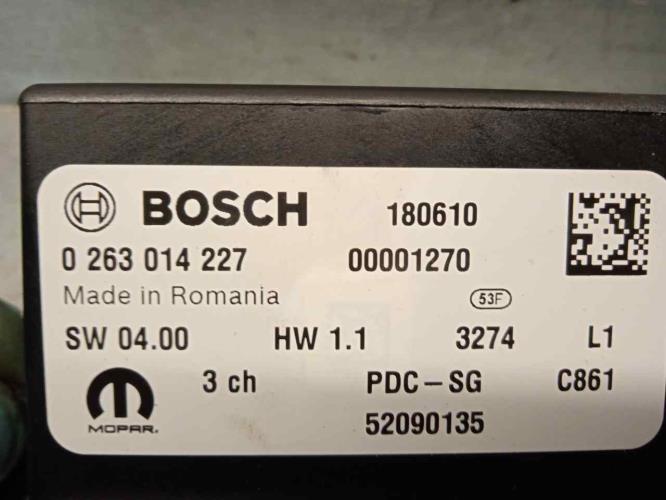 BOSCH 180610
0 263 014 227 00001270
Made in Romania 53F
SW 04.00 HW 1.1 3274 L1
3 ch PDC-SG C861
MOPAR. 52090135